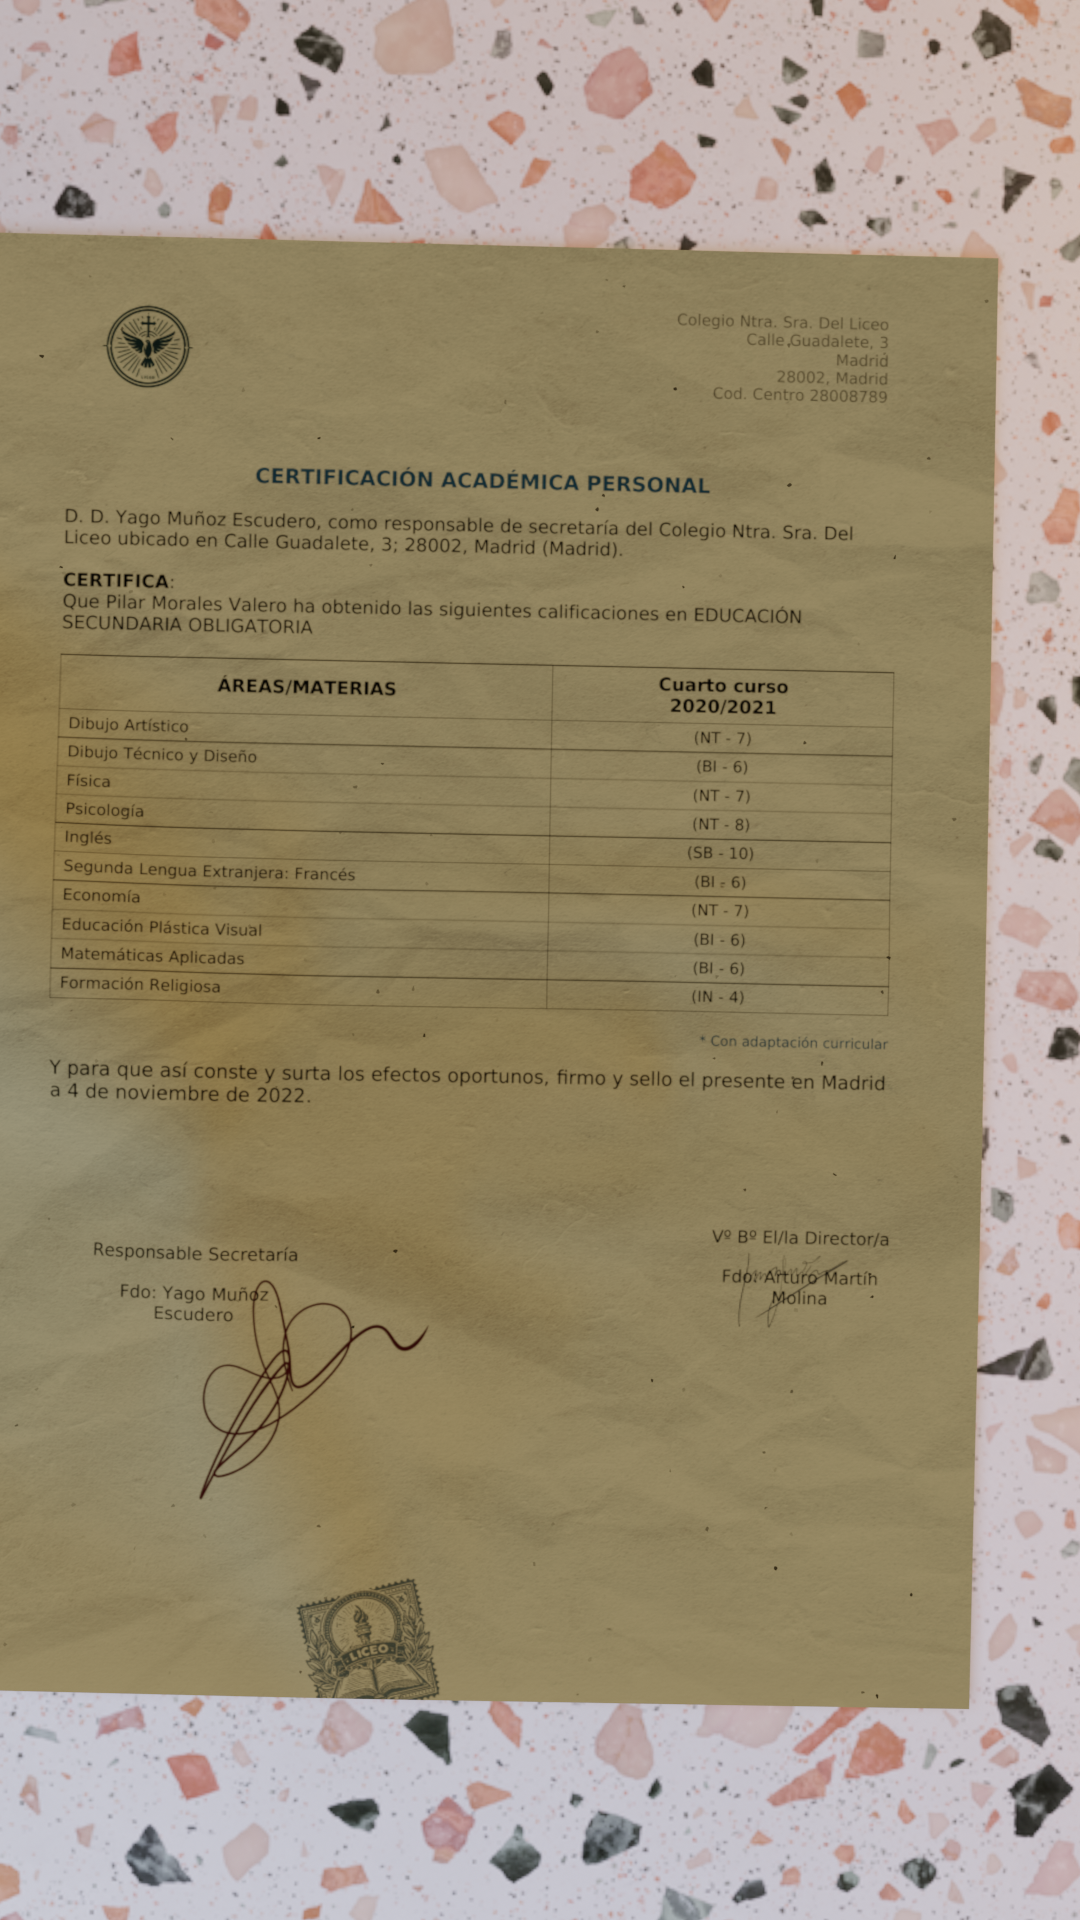 Colegio Ntra. Sra. Del Liceo
Calle Guadalete, 3
Madrid
28002, Madrid
Cod. Centro 28008789
CERTIFICACIÓN ACADÉMICA PERSONAL
D. D. Yago Muñoz Escudero, como responsable de secretaría del Colegio Ntra. Sra. Del
Liceo ubicado en Calle Guadalete, 3; 28002, Madrid (Madrid).
CERTIFICA:
Que Pilar Morales Valero ha obtenido las siguientes calificaciones en EDUCACIÓN
SECUNDARIA OBLIGATORIA
ÁREAS/MATERIAS Cuarto curso
2020/2021
Dibujo Artístico (NT - 7)
Dibujo Técnico y Diseño (BI - 6)
Física (NT - 7)
Psicología (NT - 8)
Inglés (SB - 10)
Segunda Lengua Extranjera: Francés (BI - 6)
Economía (NT - 7)
Educación Plástica Visual (BI - 6)
Matemáticas Aplicadas (BI - 6)
Formación Religiosa (IN - 4)
* Con adaptación curricular
Y para que así conste y surta los efectos oportunos, firmo y sello el presente en Madrid
a 4 de noviembre de 2022.
Responsable Secretaría
Fdo: Yago Muñoz
Escudero
Vº Bº El/la Director/a
Fdo: Arturo Martín
Molina
LICEO